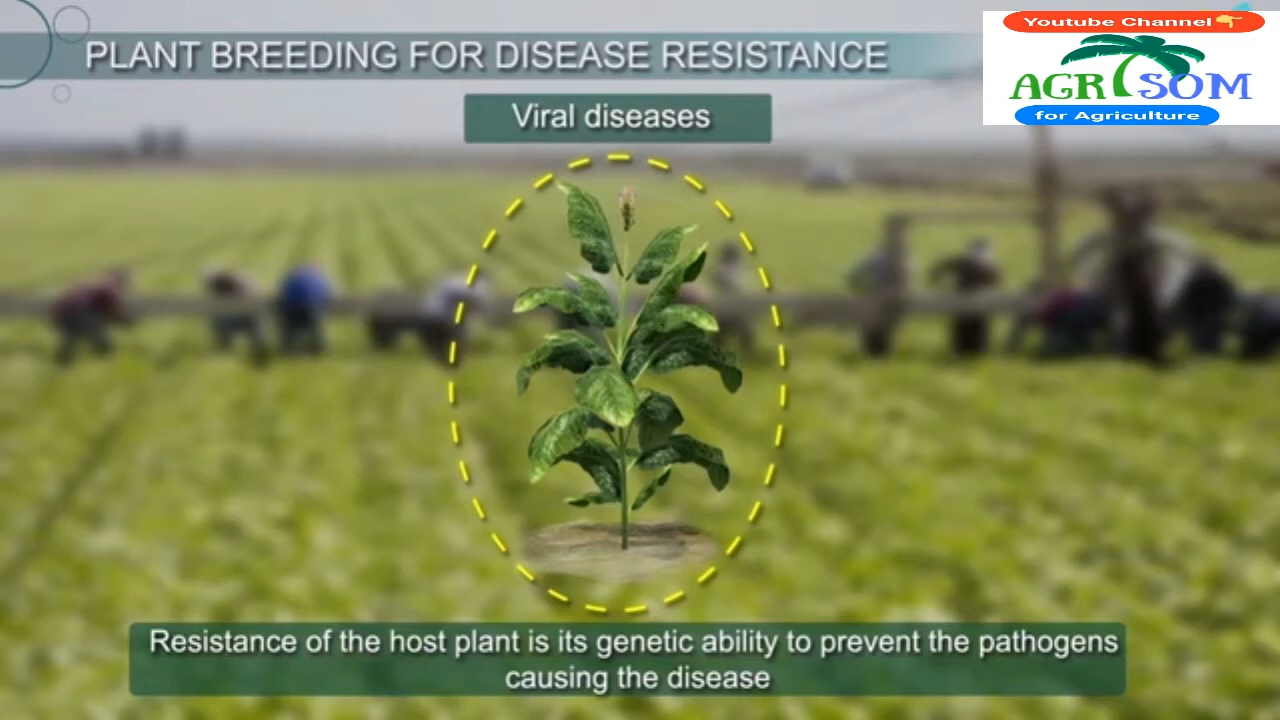 Youtube Channel👇
PLANT BREEDING FOR DISEASE RESISTANCE
AGRISOM
for Agriculture
Viral diseases
Resistance of the host plant is its genetic ability to prevent the pathogens
causing the disease